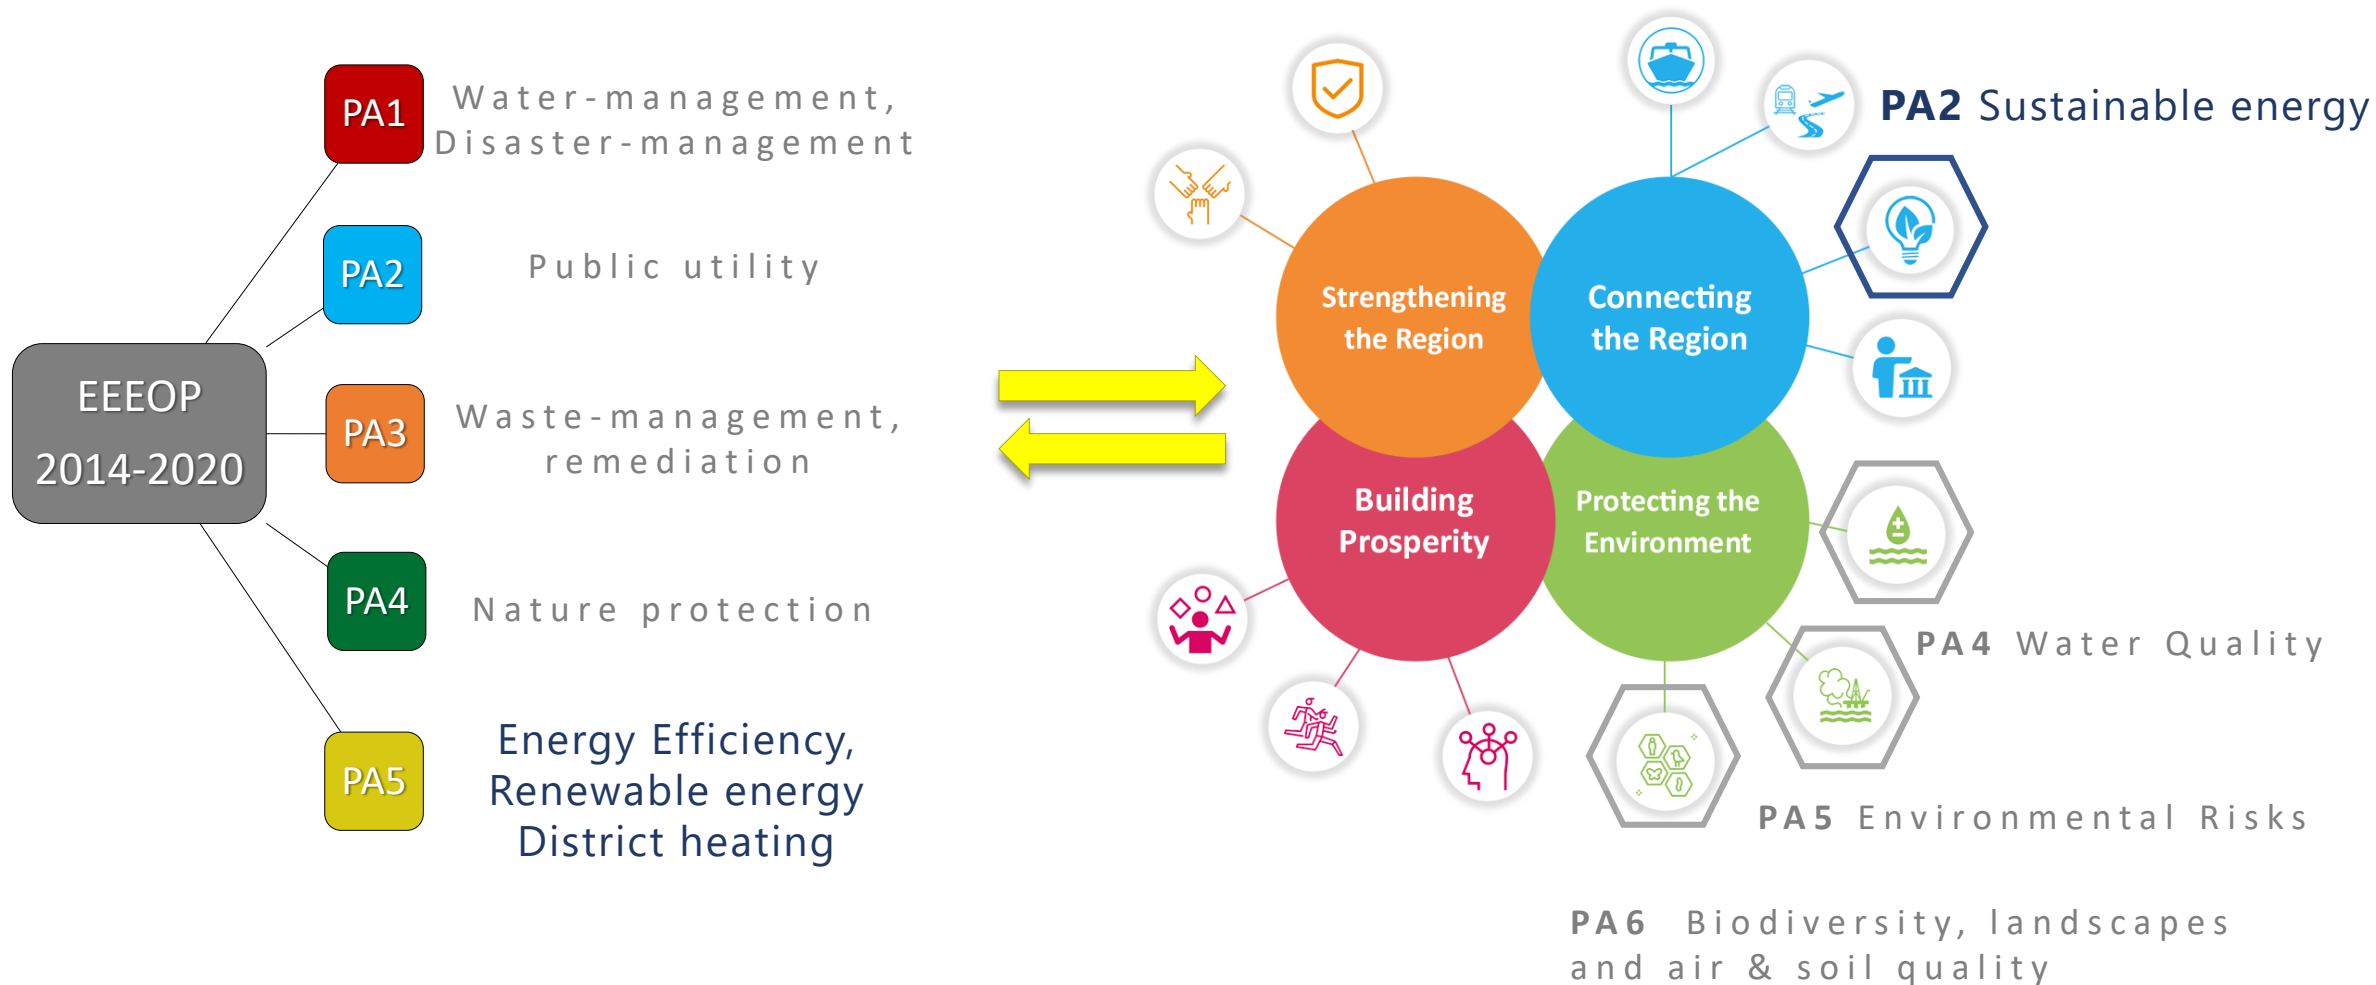 PA1
Water-management,
Disaster-management
PA2
Public utility
EEEOP
2014-2020
PA3
Waste-management,
remediation
PA4
Nature protection
PA5
Energy Efficiency,
Renewable energy
District heating
PA2 Sustainable energy
Strengthening
the Region
Connecting
the Region
Building
Prosperity
Protecting the
Environment
PA4 Water Quality
PA5 Environmental Risks
PA6 Biodiversity, landscapes
and air & soil quality